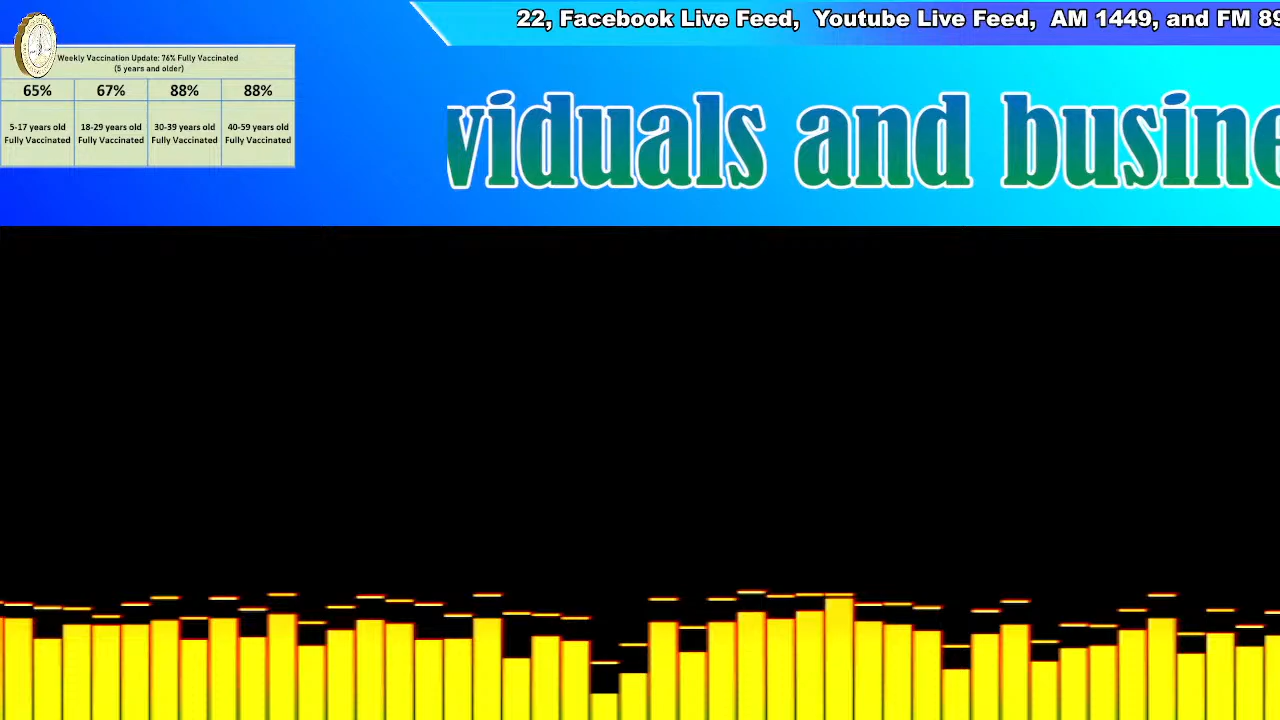 22, Facebook Live Feed, Youtube Live Feed, AM 1449, and FM 89
Weekly Vaccination Update: 76% Fully Vaccinated
(5 years and older)
65% 67% 88% 88%
5-17 years old 18-29 years old 30-39 years old 40-59 years old
Fully Vaccinated Fully Vaccinated Fully Vaccinated Fully Vaccinated
viduals and busine